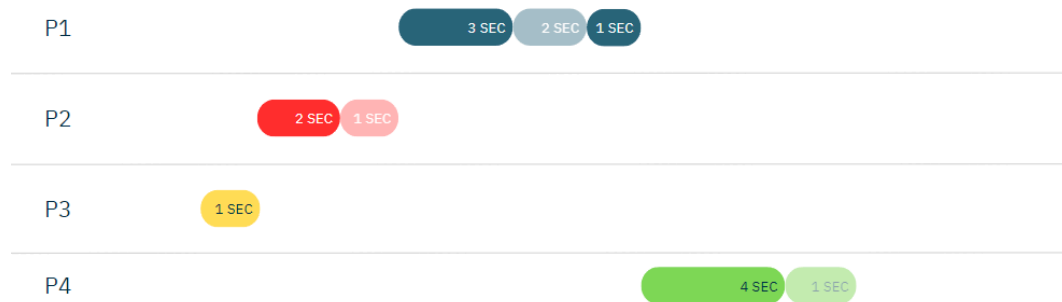 P1 3 SEC 2 SEC 1 SEC
P2 2 SEC 1 SEC
P3 1 SEC
P4 4 SEC 1 SEC